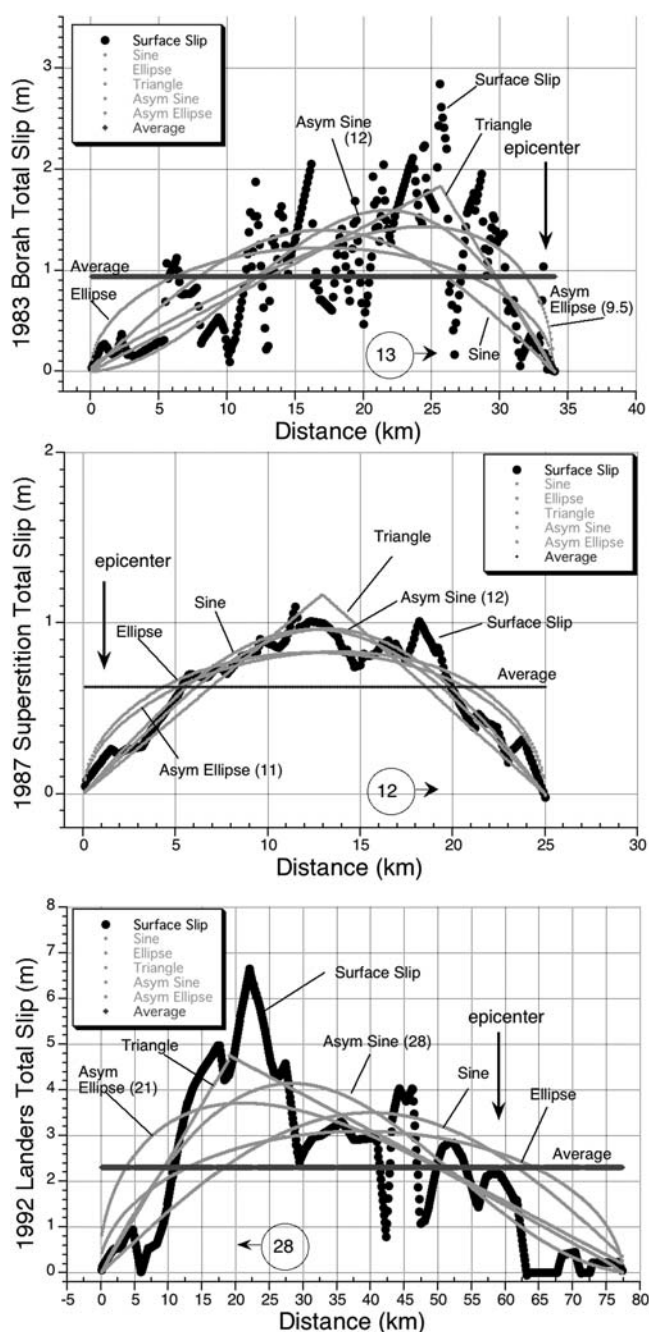 1983 Borah Total Slip (m)
3
2
1
0
Surface Slip
Sine
Ellipse
Triangle
Asym Sine
Asym Ellipse
Average
Surface Slip
Asym Sine
(12)
Triangle
epicenter
Average
Ellipse
Asym
Ellipse (9.5)
13
Sine
0 5 10 15 20 25 30 35 40
Distance (km)
1987 Superstition Total Slip (m)
2
1
0
Surface Slip
Sine
Ellipse
Triangle
Asym Sine
Asym Ellipse
Average
epicenter
Triangle
Sine
Asym Sine (12)
Ellipse
Surface Slip
Average
Asym Ellipse (11)
12
0 5 10 15 20 25 30
Distance (km)
1992 Landers Total Slip (m)
8
7
6
5
4
3
2
1
0
Surface Slip
Sine
Ellipse
Triangle
Asym Sine
Asym Ellipse
Average
Surface Slip
Triangle
Asym Sine (28)
epicenter
Asym
Ellipse (21)
Sine
Ellipse
Average
28
-5 0 5 10 15 20 25 30 35 40 45 50 55 60 65 70 75 80
Distance (km)